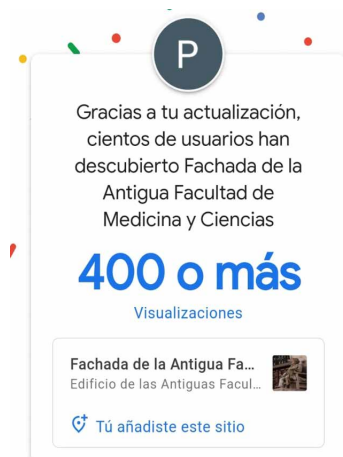 P
Gracias a tu actualización,
cientos de usuarios han
descubierto Fachada de la
Antigua Facultad de
Medicina y Ciencias
400 o más
Visualizaciones
Fachada de la Antigua Fa...
Edificio de las Antiguas Facul...
Tú añadiste este sitio